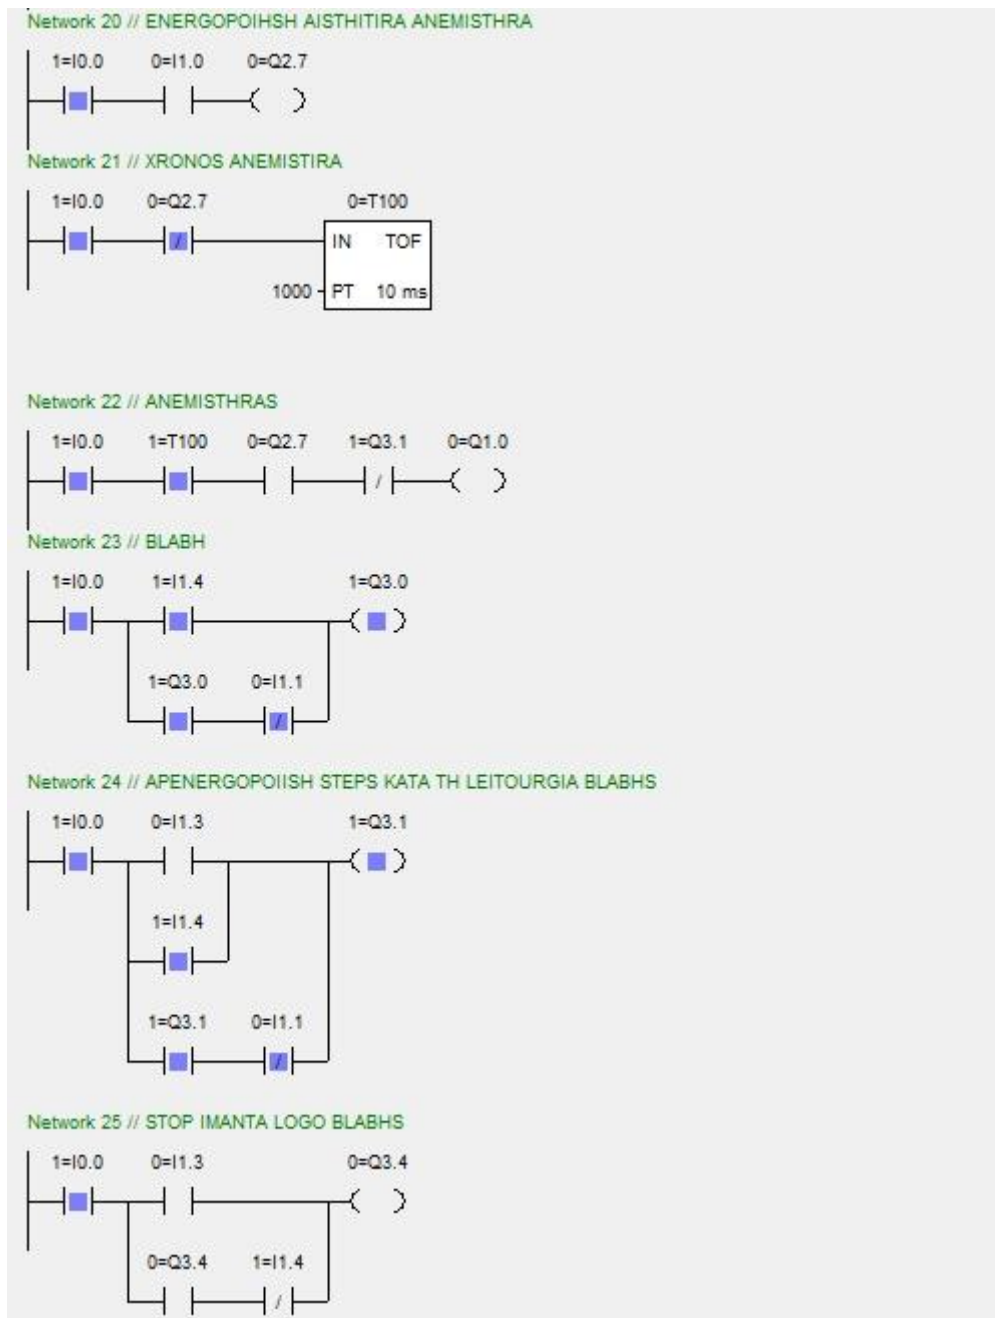 Network 20 // ENERGOPOIHSH AISTHITIRA ANEMISTHRA
1=I0.0 0=I1.0 0=Q2.7
Network 21 // XRONOS ANEMISTIRA
1=I0.0 0=Q2.7 0=T100
IN TOF
1000 PT 10 ms
Network 22 // ANEMISTHRAS
1=I0.0 1=T100 0=Q2.7 1=Q3.1 0=Q1.0
Network 23 // BLABH
1=I0.0 1=I1.4 1=Q3.0
1=Q3.0 0=I1.1
Network 24 // APENERGOPOIISH STEPS KATA TH LEITOURGIA BLABHS
1=I0.0 0=I1.3 1=Q3.1
1=I1.4
1=Q3.1 0=I1.1
Network 25 // STOP IMANTA LOGO BLABHS
1=I0.0 0=I1.3 0=Q3.4
0=Q3.4 1=I1.4